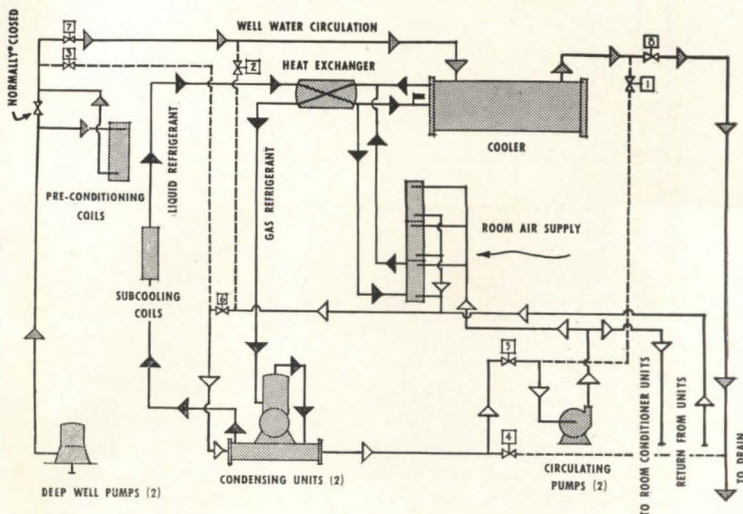 WELL WATER CIRCULATION
7
3
2
HEAT EXCHANGER
8
1
NORMALLY CLOSED
COOLER
PRE-CONDITIONING
COILS
LIQUID REFRIGERANT
GAS REFRIGERANT
ROOM AIR SUPPLY
SUBCOOLING
COILS
6
5
4
DEEP WELL PUMPS (2)
CONDENSING UNITS (2)
CIRCULATING
PUMPS (2)
TO ROOM CONDITIONER UNITS
RETURN FROM UNITS
TO DRAIN